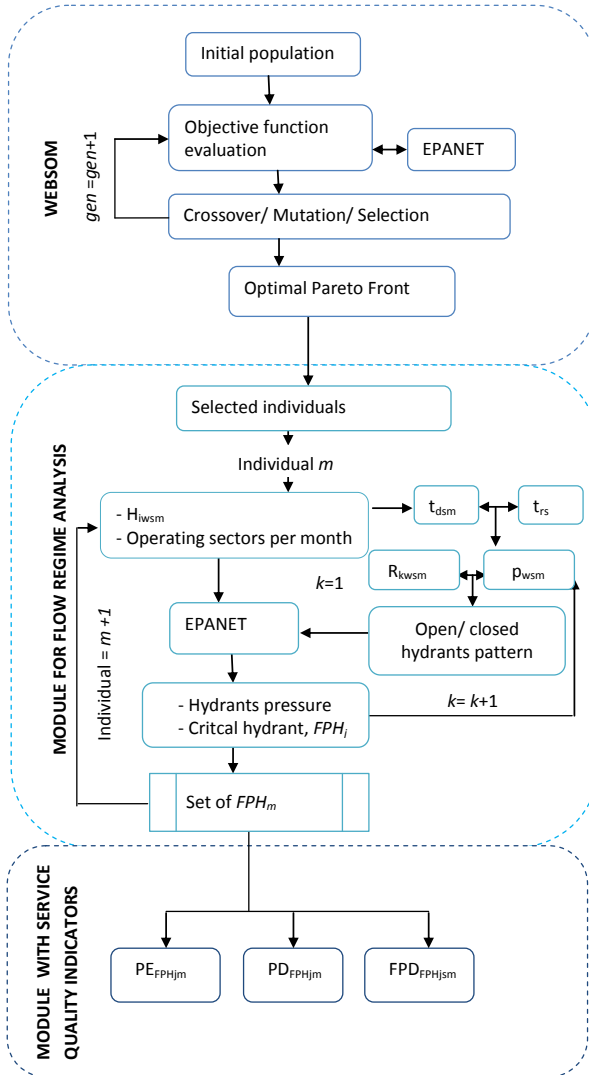 WEBSOM
Initial population
Objective function
evaluation
EPANET
gen =gen+1
Crossover/ Mutation/ Selection
Optimal Pareto Front
MODULE FOR FLOW REGIME ANALYSIS
Selected individuals
Individual m
- Hiwsm
- Operating sectors per month
tdsm
trs
Rkwsm
pwsm
k=1
Individual = m +1
EPANET
Open/ closed
hydrants pattern
- Hydrants pressure
- Critcal hydrant, FPHi
k= k+1
Set of FPHm
MODULE WITH SERVICE
QUALITY INDICATORS
PEFPHjm
PDFPHjm
FPDFPHjsm